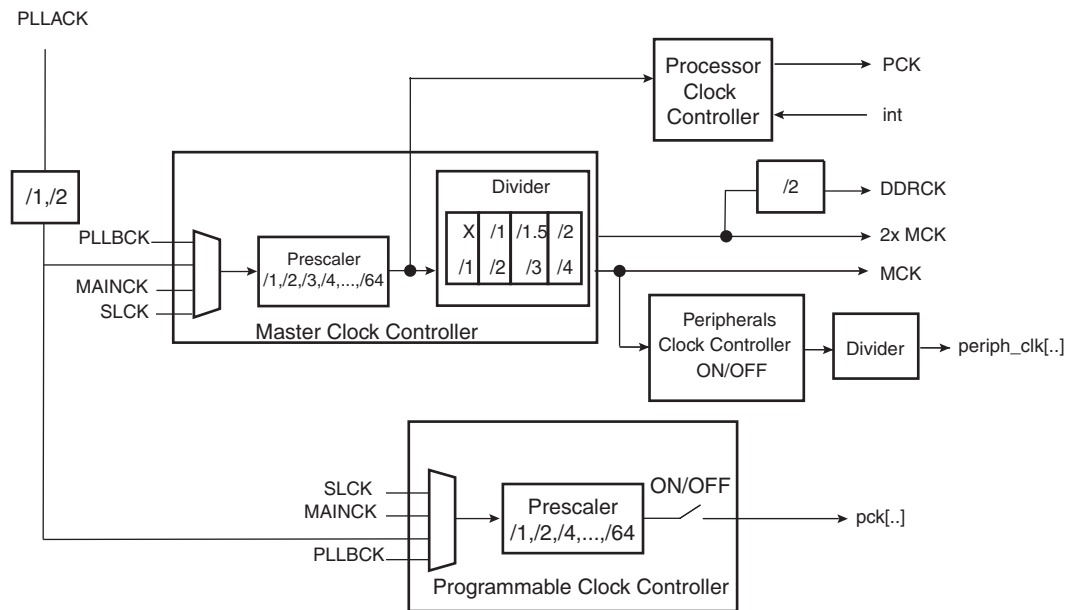 PLLACK
Processor
Clock
Controller
PCK
int
/1,/2
Divider
X /1 /1.5 /2
/1 /2 /3 /4
/2
DDRCK
PLLBCK
2x MCK
Prescaler
/1,/2,/3,/4,...,/64
MCK
MAINCK
SLCK
Master Clock Controller
Peripherals
Clock Controller
ON/OFF
Divider
periph_clk[..]
SLCK
MAINCK
PLLBCK
Prescaler
/1,/2,/4,...,/64
ON/OFF
pck[..]
Programmable Clock Controller